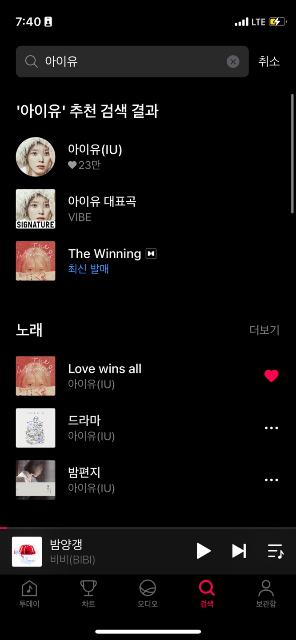 7:40
LTE
아이유
취소
'아이유' 추천 검색 결과
아이유(IU)
23만
아이유 대표곡
VIBE
SIGNATURE
The Winning
최신 발매
노래
더보기
Love wins all
아이유(IU)
드라마
아이유(IU)
밤편지
아이유(IU)
밤양갱
비비(BIBI)
투데이
차트
오디오
검색
보관함